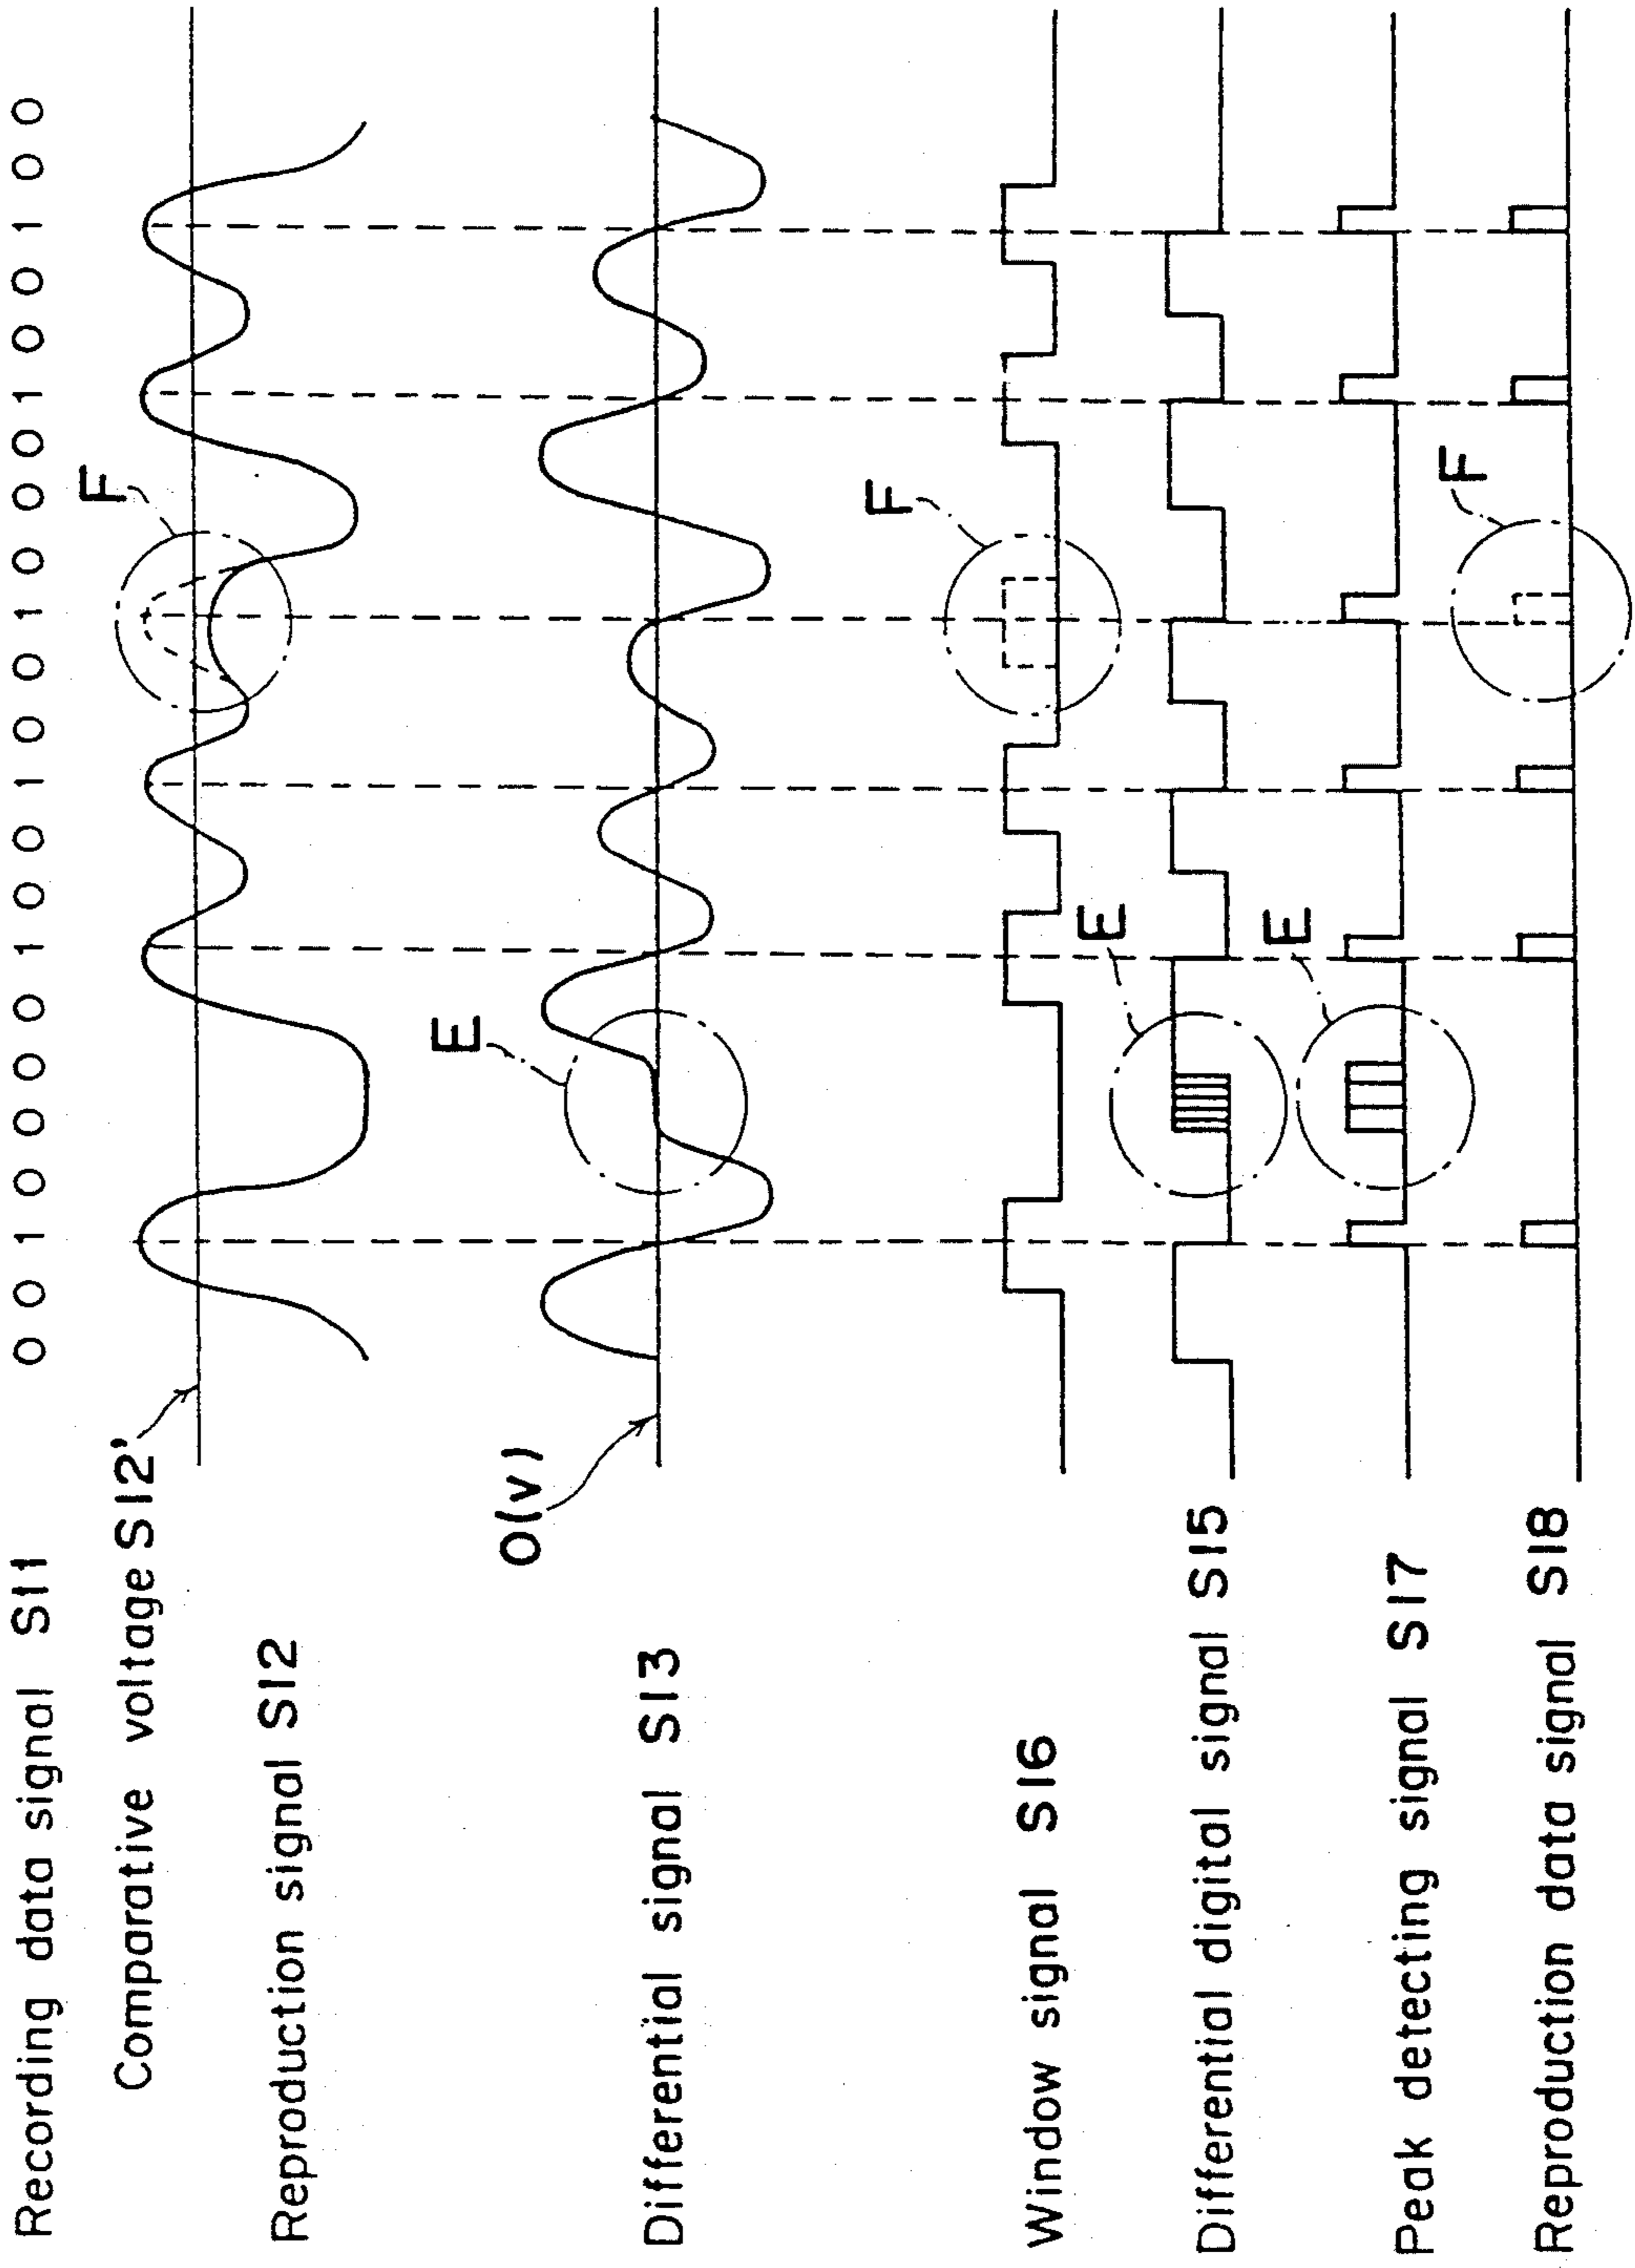 Recording data signal S11 0 0 1 0 0 0 0 1 0 0 1 0 0 1 0 0 0 1 0 0 1 0 0
F
Comparative voltage S12'
Reproduction signal S12
E
0(v)
Differential signal S13
F
Window signal S16
E
Differential digital signal S15
E
Peak detecting signal S17
F
Reproduction data signal S18